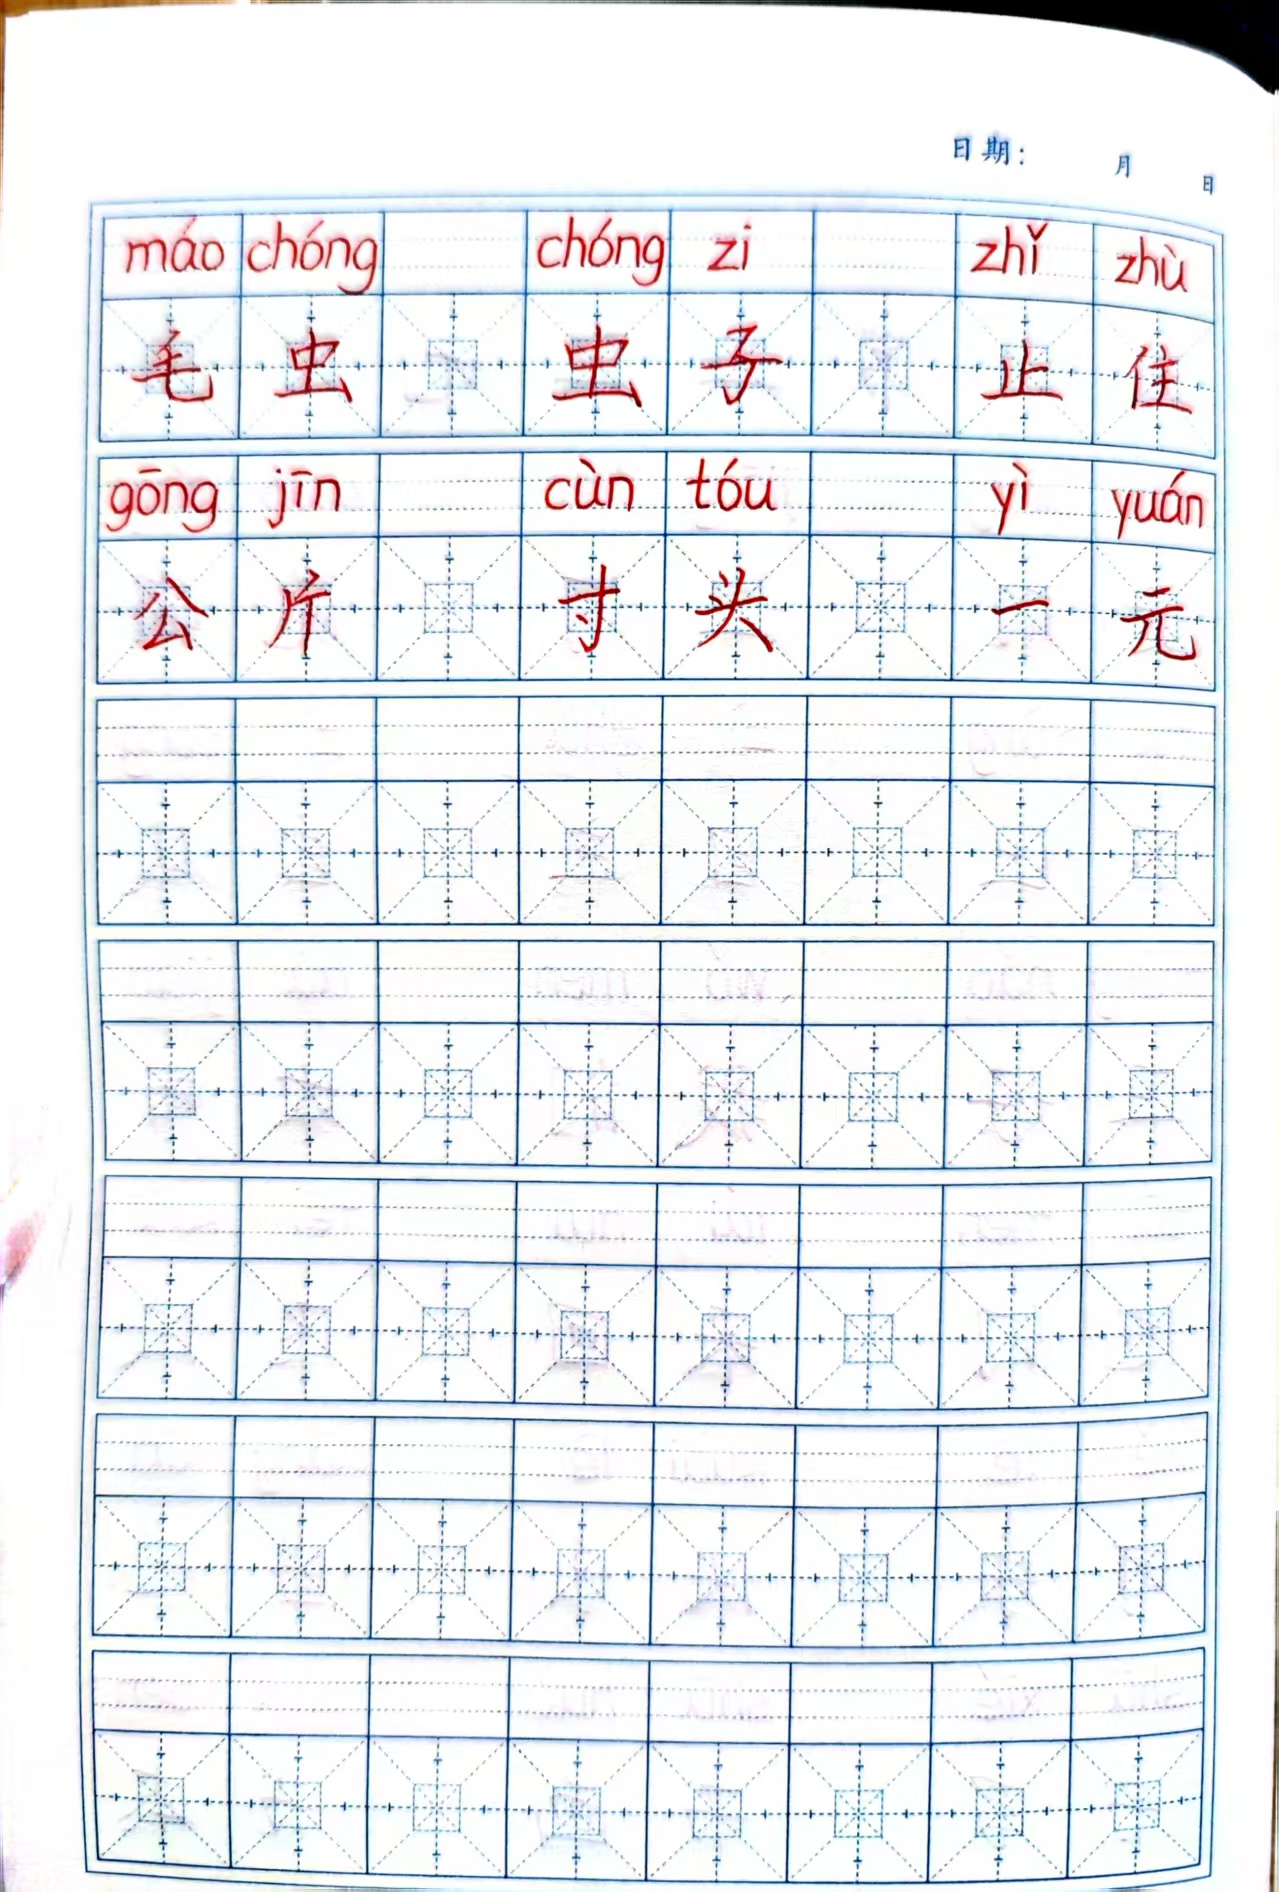 日期： 月 日
máo chóng chóng zi zhǐ zhù
毛虫 虫子 止住
gōng jīn cùn tóu yì yuán
公斤 寸头 一元